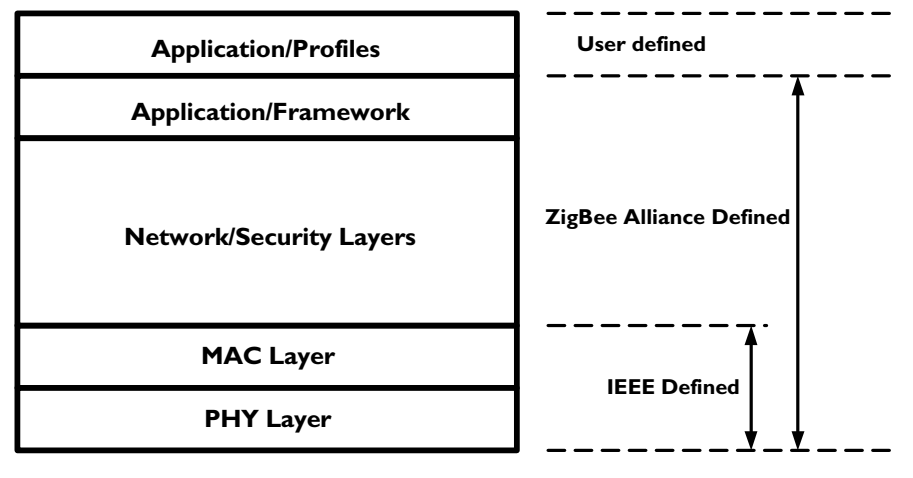 Application/Profiles
User defined
Application/Framework
ZigBee Alliance Defined
Network/Security Layers
MAC Layer
IEEE Defined
PHY Layer